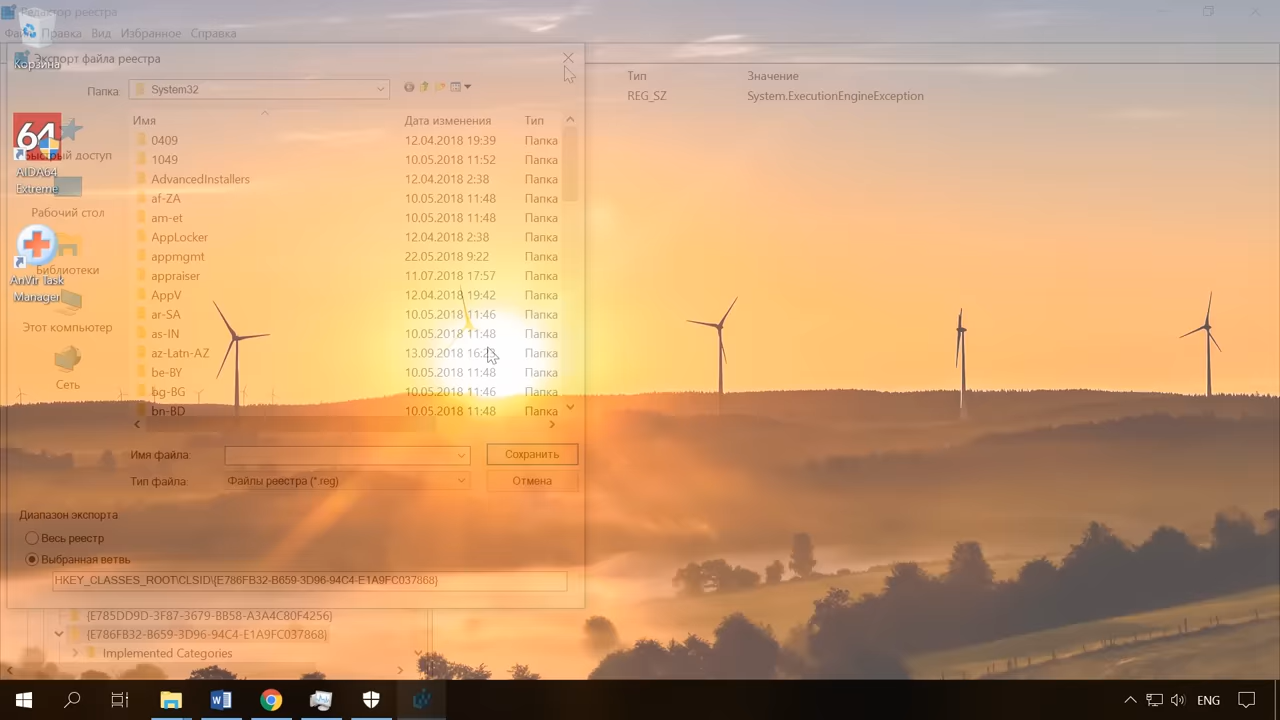 Редактор реестра
Файл Правка Вид Избранное Справка
Корзина
Экспорт файла реестра
Папка: System32
Тип Значение
REG_SZ System.ExecutionEngineException
Имя Дата изменения Тип
0409 12.04.2018 19:39 Папка
1049 10.05.2018 11:52 Папка
AdvancedInstallers 12.04.2018 2:38 Папка
af-ZA 10.05.2018 11:48 Папка
am-et 10.05.2018 11:48 Папка
AppLocker 12.04.2018 2:38 Папка
appmgmt 22.05.2018 9:22 Папка
appraiser 11.07.2018 17:57 Папка
AppV 12.04.2018 19:42 Папка
ar-SA 10.05.2018 11:46 Папка
as-IN 10.05.2018 11:48 Папка
az-Latn-AZ 13.09.2018 Папка
be-BY 10.05.2018 11:48 Папка
bg-BG 10.05.2018 11:46 Папка
bn-BD 10.05.2018 11:48 Папка
64
AIDA64
Extreme
AnVir Task
Manager
Быстрый доступ
Рабочий стол
Библиотеки
Этот компьютер
Сеть
Имя файла: Сохранить
Тип файла: Файлы реестра (*.reg) Отмена
Диапазон экспорта
Весь реестр
Выбранная ветвь
HKEY_CLASSES_ROOT\CLSID\{E786FB32-B659-3D96-94C4-E1A9FC037868}
{E785DD9D-3F87-3679-BB58-A3A4C80F4256}
{E786FB32-B659-3D96-94C4-E1A9FC037868}
Implemented Categories
ENG